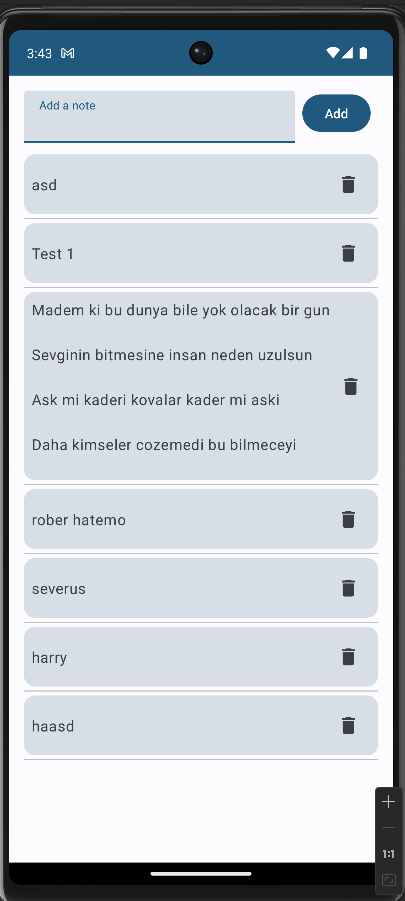 3:43
Add a note
Add
asd
Test 1
Madem ki bu dunya bile yok olacak bir gun
Sevginin bitmesine insan neden uzulsun
Ask mi kaderi kovalar kader mi aski
Daha kimseler cozemedi bu bilmeceyi
rober hatemo
severus
harry
haasd
1:1